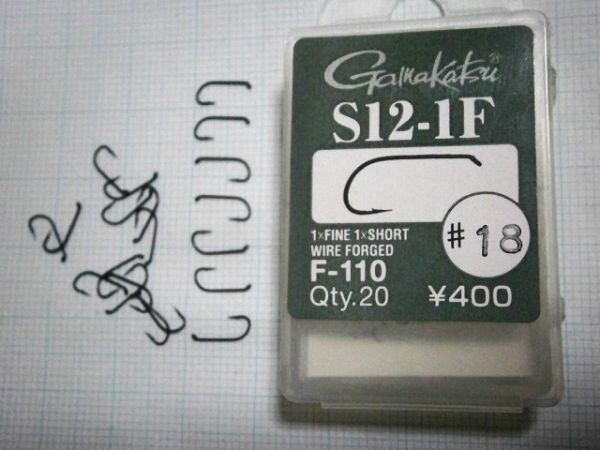 Gamakatsu®
S12-1F
1×FINE 1×SHORT
WIRE FORGED
#18
F-110
Qty.20 ¥400